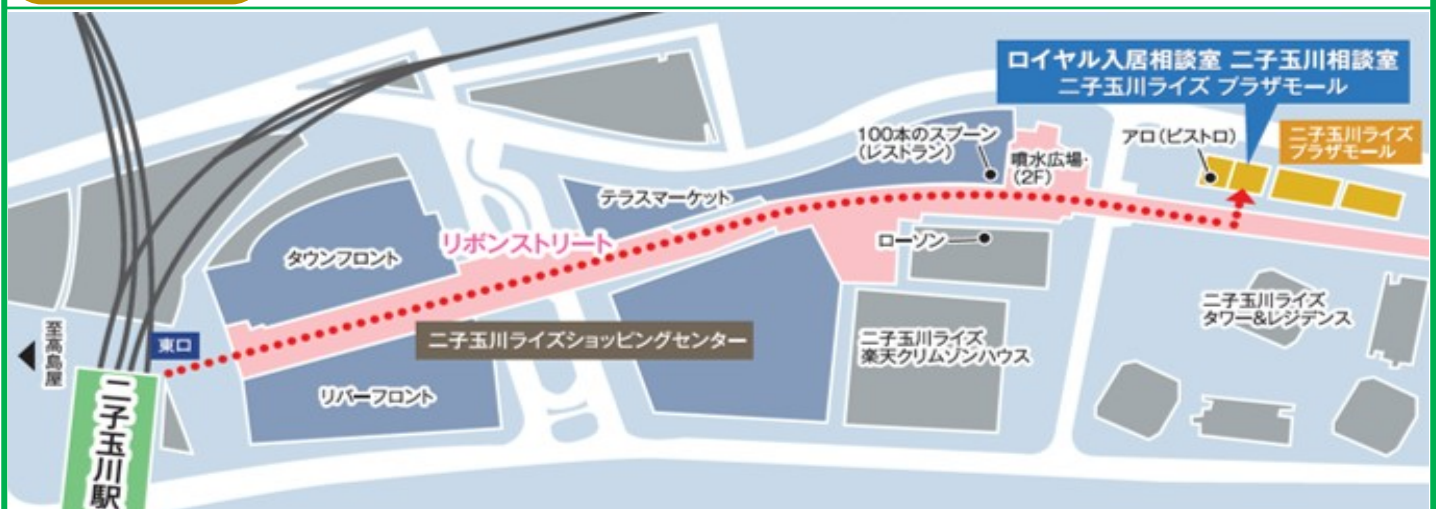 ロイヤル入居相談室 二子玉川相談室
二子玉川ライズ プラザモール
100本のスプーン
(レストラン)
噴水広場・
(2F)
アロ(ビストロ)
二子玉川ライズ
プラザモール
テラスマーケット
リボンストリート
タウンフロント
ローソン
二子玉川ライズ
タワー&レジデンス
至高島屋
東口
二子玉川ライズショッピングセンター
二子玉川ライズ
楽天クリムゾンハウス
リバーフロント
二子玉川駅